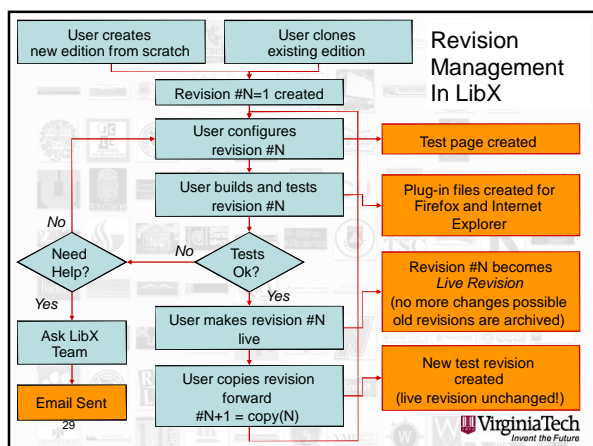 User creates
new edition from scratch
User clones
existing edition
Revision
Management
In LibX
Revision #N=1 created
User configures
revision #N
Test page created
User builds and tests
revision #N
Plug-in files created for
Firefox and Internet
Explorer
No
Need
Help?
No
Tests
Ok?
Revision #N becomes
Live Revision
(no more changes possible
old revisions are archived)
Yes
Yes
Ask LibX
Team
User makes revision #N
live
Email Sent
User copies revision
forward
#N+1 = copy(N)
New test revision
created
(live revision unchanged!)
29
VirginiaTech
Invent the Future